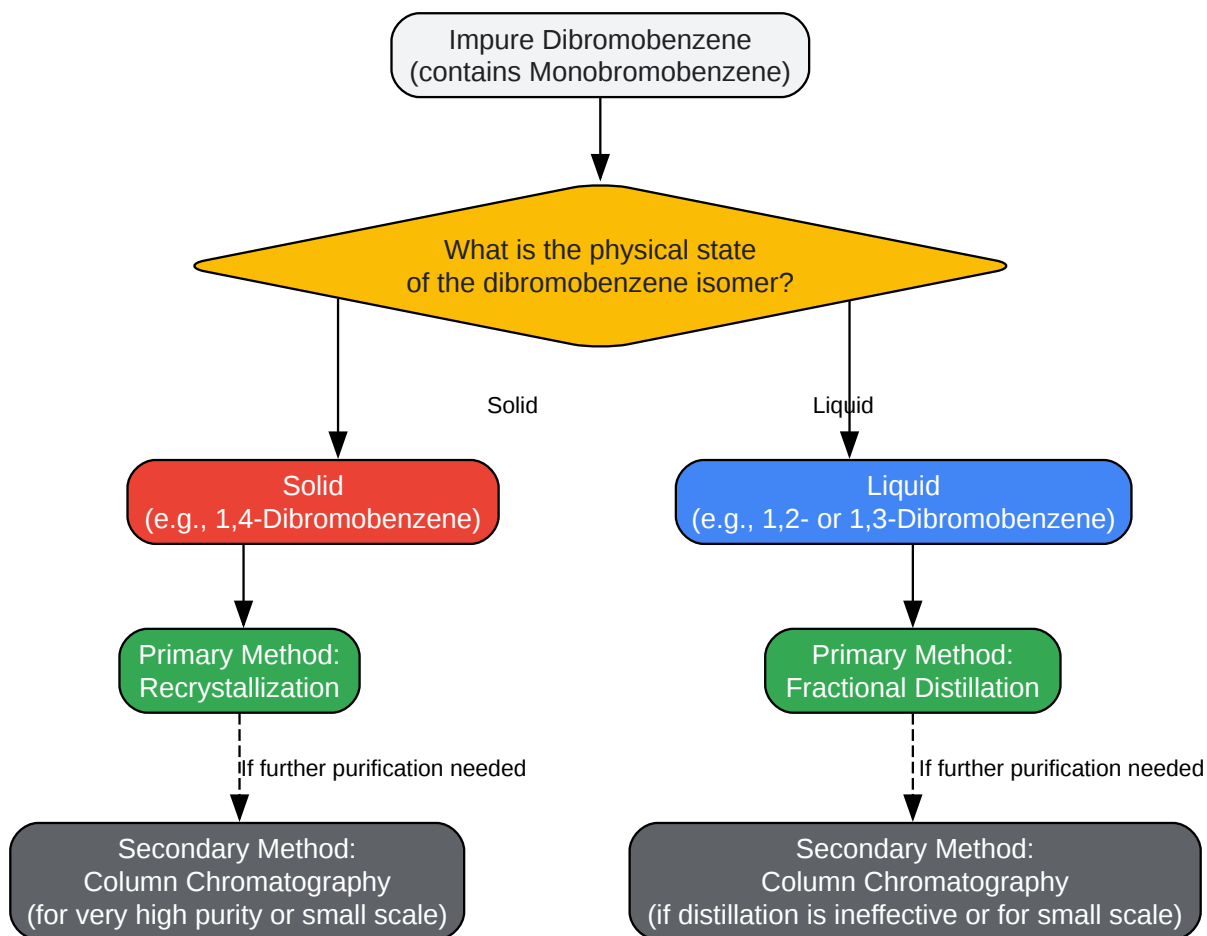 Impure Dibromobenzene
(contains Monobromobenzene)
What is the physical state
of the dibromobenzene isomer?
Solid
Liquid
Solid
(e.g., 1,4-Dibromobenzene)
Liquid
(e.g., 1,2- or 1,3-Dibromobenzene)
Primary Method:
Recrystallization
Primary Method:
Fractional Distillation
If further purification needed
If further purification needed
Secondary Method:
Column Chromatography
(for very high purity or small scale)
Secondary Method:
Column Chromatography
(if distillation is ineffective or for small scale)